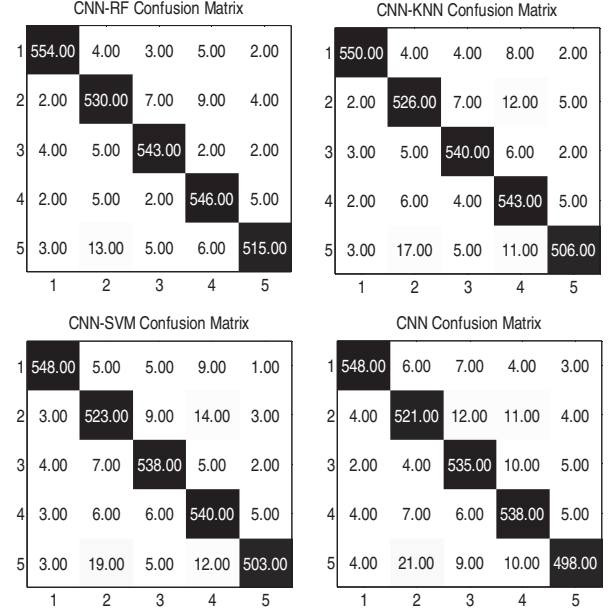 CNN-RF Confusion Matrix
1 554.00 4.00 3.00 5.00 2.00
2 2.00 530.00 7.00 9.00 4.00
3 4.00 5.00 543.00 2.00 2.00
4 2.00 5.00 2.00 546.00 5.00
5 3.00 13.00 5.00 6.00 515.00
1 2 3 4 5
CNN-KNN Confusion Matrix
1 550.00 4.00 4.00 8.00 2.00
2 2.00 526.00 7.00 12.00 5.00
3 3.00 5.00 540.00 6.00 2.00
4 2.00 6.00 4.00 543.00 5.00
5 3.00 17.00 5.00 11.00 506.00
1 2 3 4 5
CNN-SVM Confusion Matrix
1 548.00 5.00 5.00 9.00 1.00
2 3.00 523.00 9.00 14.00 3.00
3 4.00 7.00 538.00 5.00 2.00
4 3.00 6.00 6.00 540.00 5.00
5 3.00 19.00 5.00 12.00 503.00
1 2 3 4 5
CNN Confusion Matrix
1 548.00 6.00 7.00 4.00 3.00
2 4.00 521.00 12.00 11.00 4.00
3 2.00 4.00 535.00 10.00 5.00
4 4.00 7.00 6.00 538.00 5.00
5 4.00 21.00 9.00 10.00 498.00
1 2 3 4 5